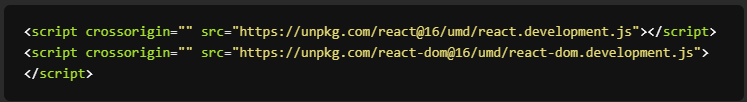 <script crossorigin="" src="https://unpkg.com/react@16/umd/react.development.js"></script>
<script crossorigin="" src="https://unpkg.com/react-dom@16/umd/react-dom.development.js">
</script>